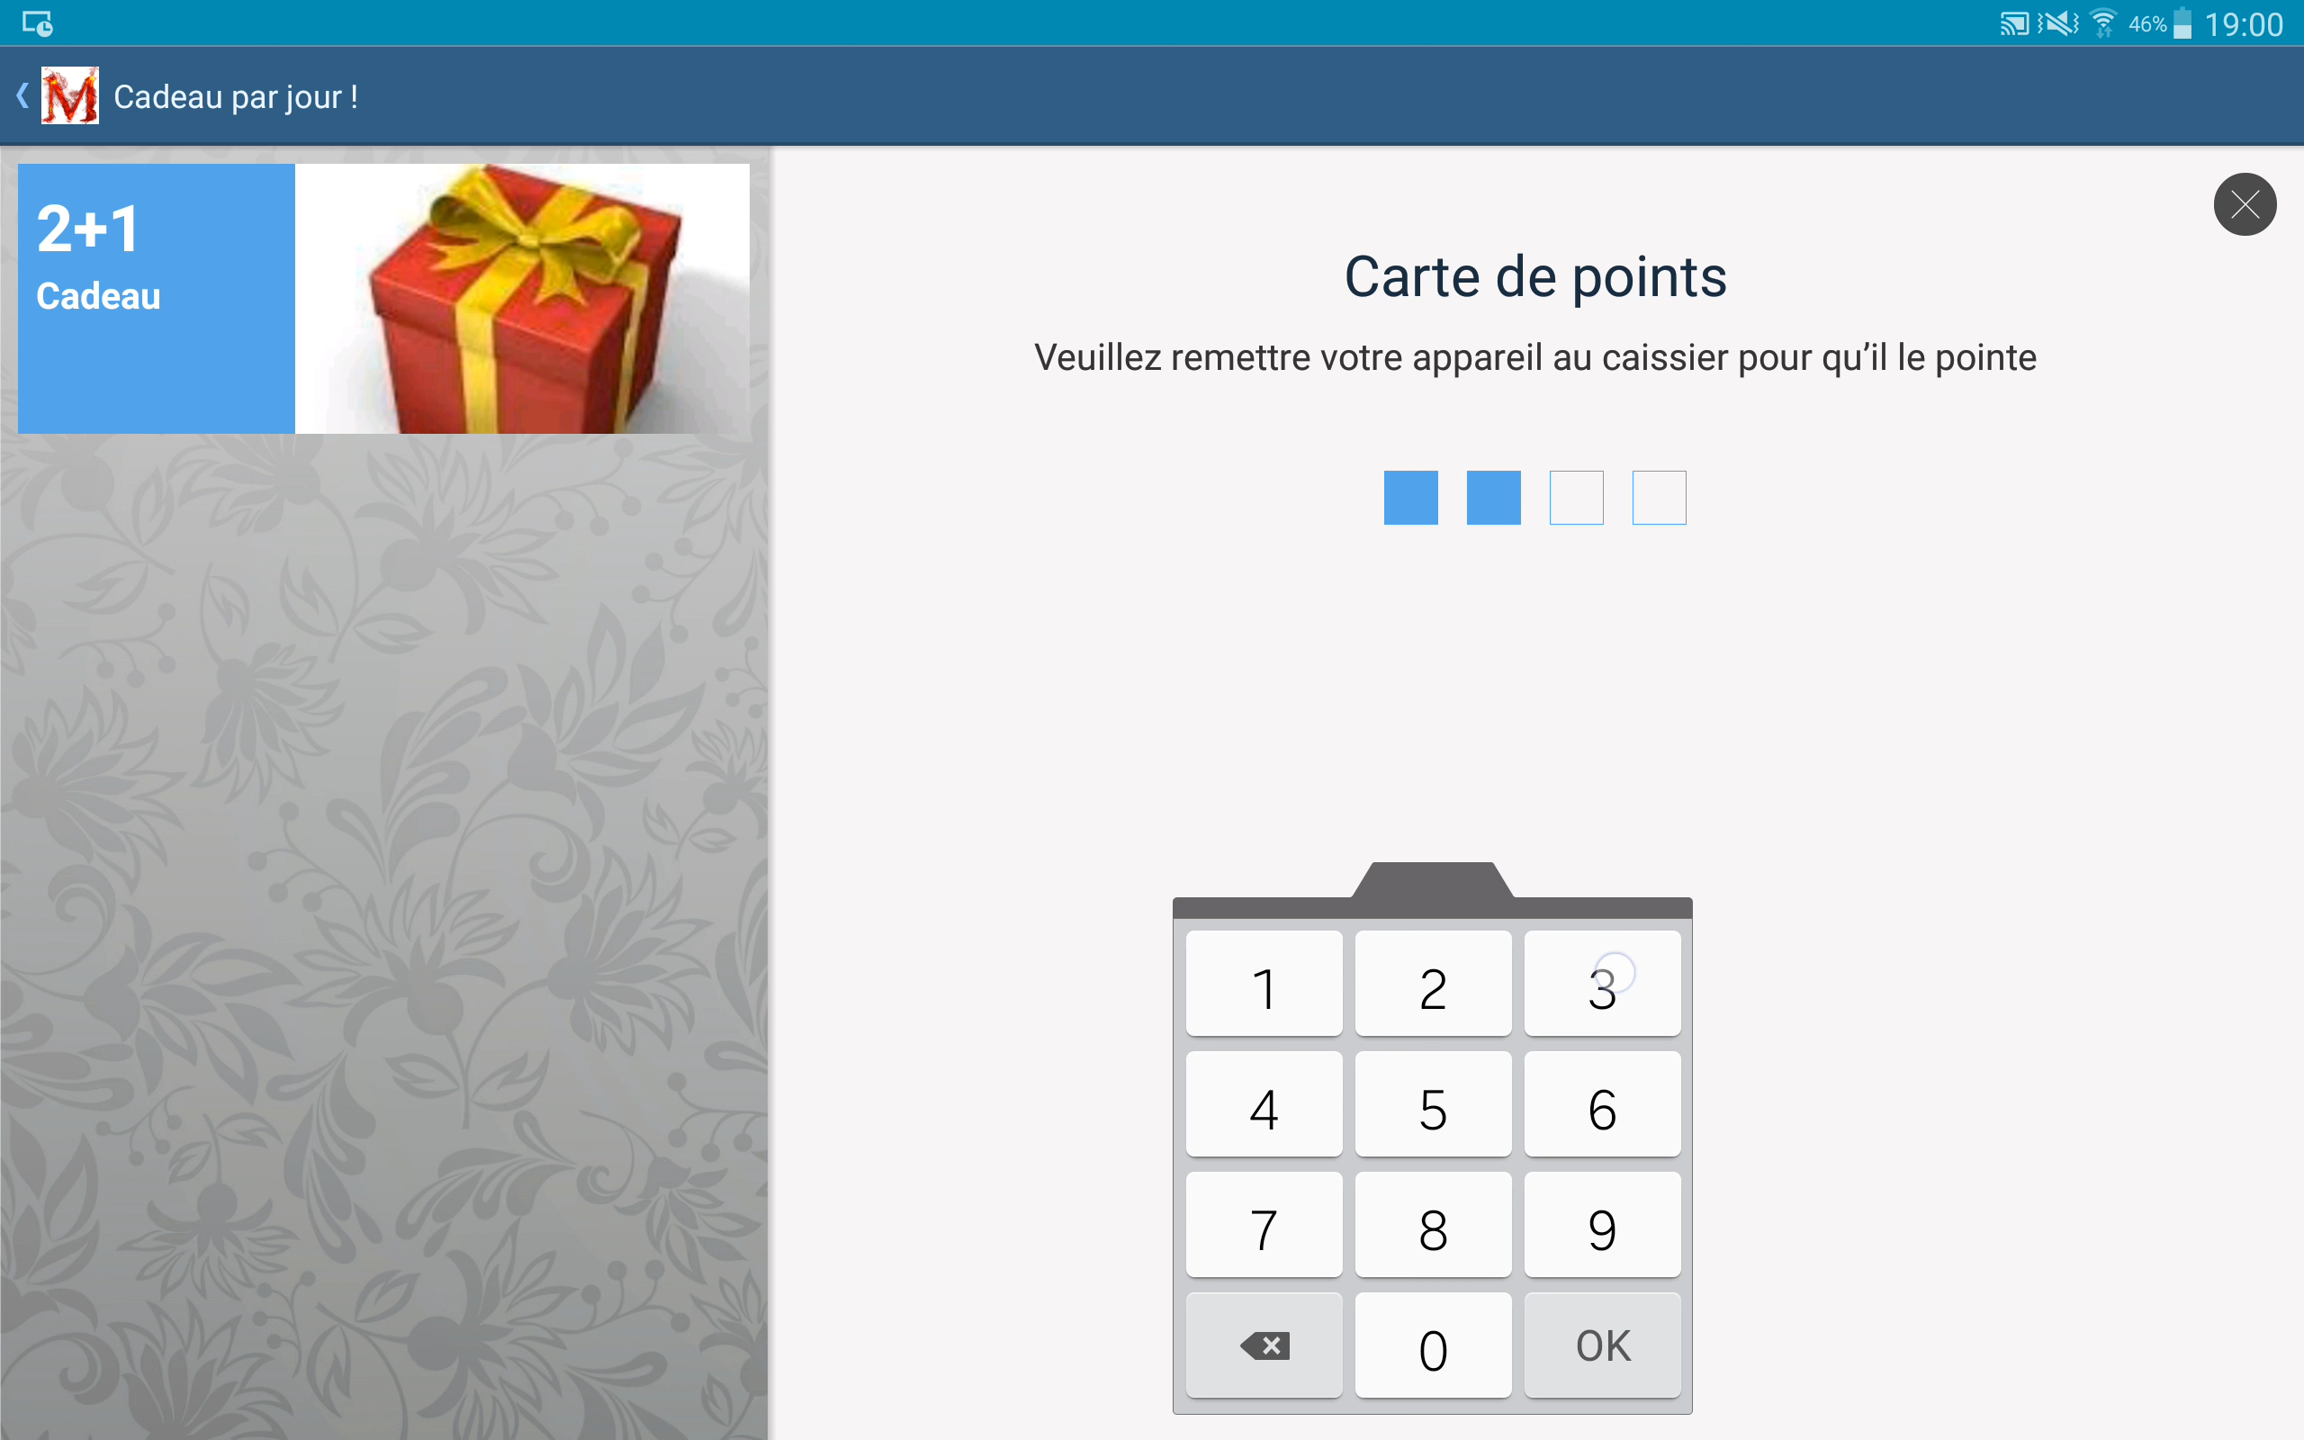 46% 19:00
M Cadeau par jour !
2+1
Cadeau
Carte de points
Veuillez remettre votre appareil au caissier pour qu’il le pointe
1 2 3
4 5 6
7 8 9
0 OK